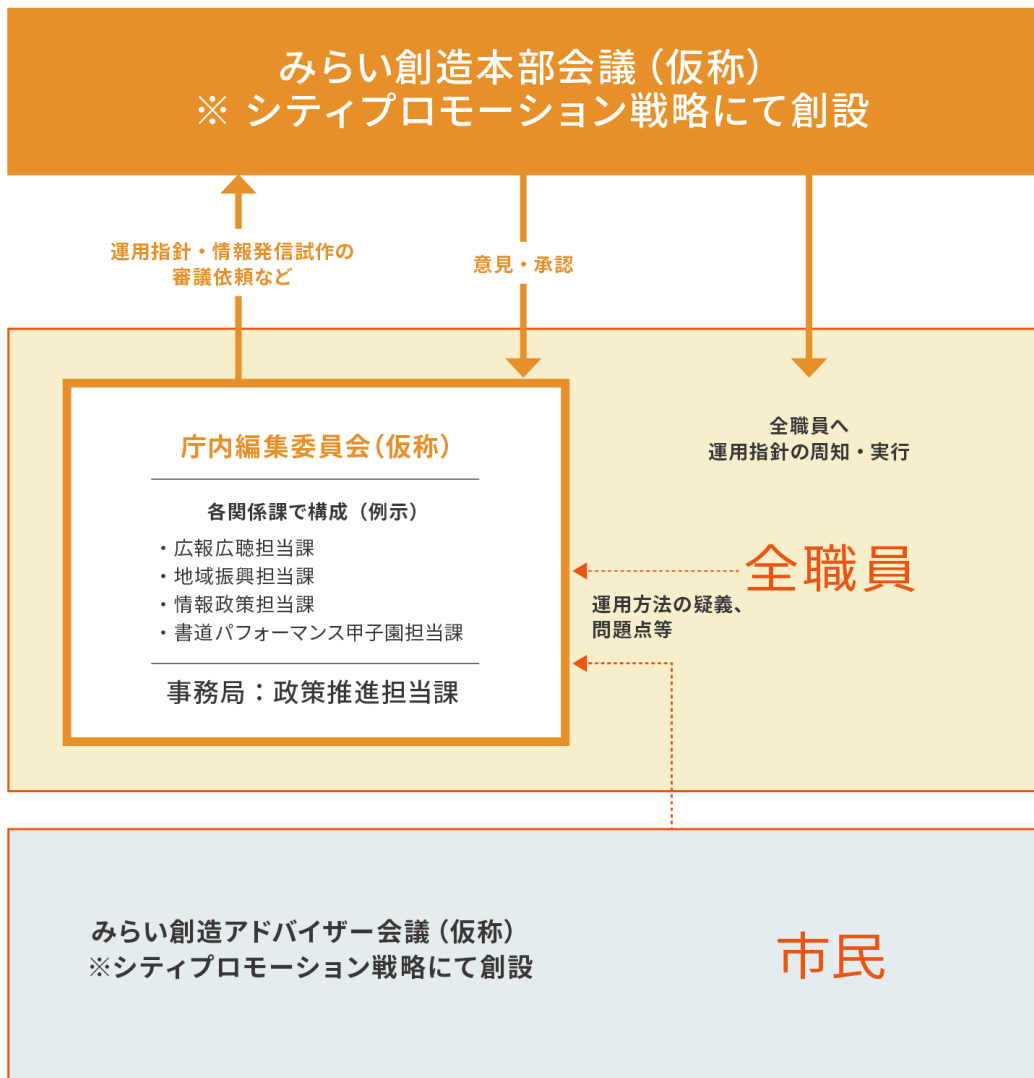 みらい創造本部会議（仮称）
※ シティプロモーション戦略にて創設
運用指針・情報発信試作の
審議依頼など
意見・承認
全職員へ
運用指針の周知・実行
庁内編集委員会（仮称）
各関係課で構成（例示）
・広報広聴担当課
・地域振興担当課
・情報政策担当課
・書道パフォーマンス甲子園担当課
事務局：政策推進担当課
全職員
運用方法の疑義、
問題点等
みらい創造アドバイザー会議（仮称）
※シティプロモーション戦略にて創設
市民